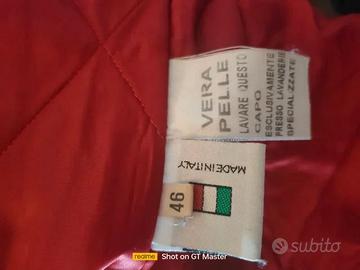 VERA
PELLE
LAVARE QUESTO
CAPO
ESCLUSIVAMENTE
PRESSO LAVANDERIE
SPECIALIZZATE
MADE IN ITALY
46
realme
Shot on GT Master
subito